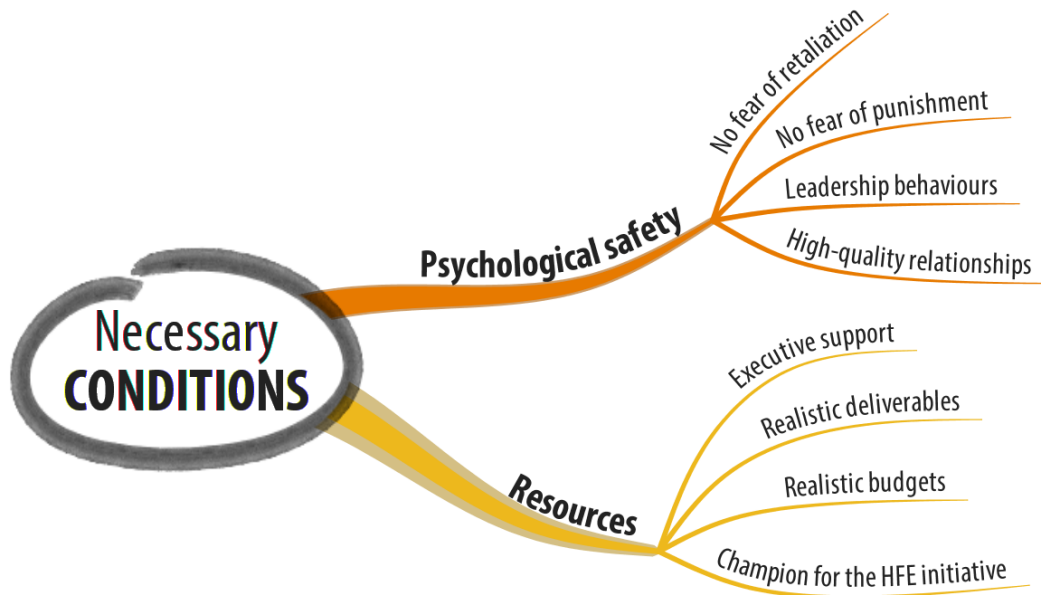 Necessary
CONDITIONS
Psychological safety
No fear of retaliation
No fear of punishment
Leadership behaviours
High-quality relationships
Resources
Executive support
Realistic deliverables
Realistic budgets
Champion for the HFE initiative